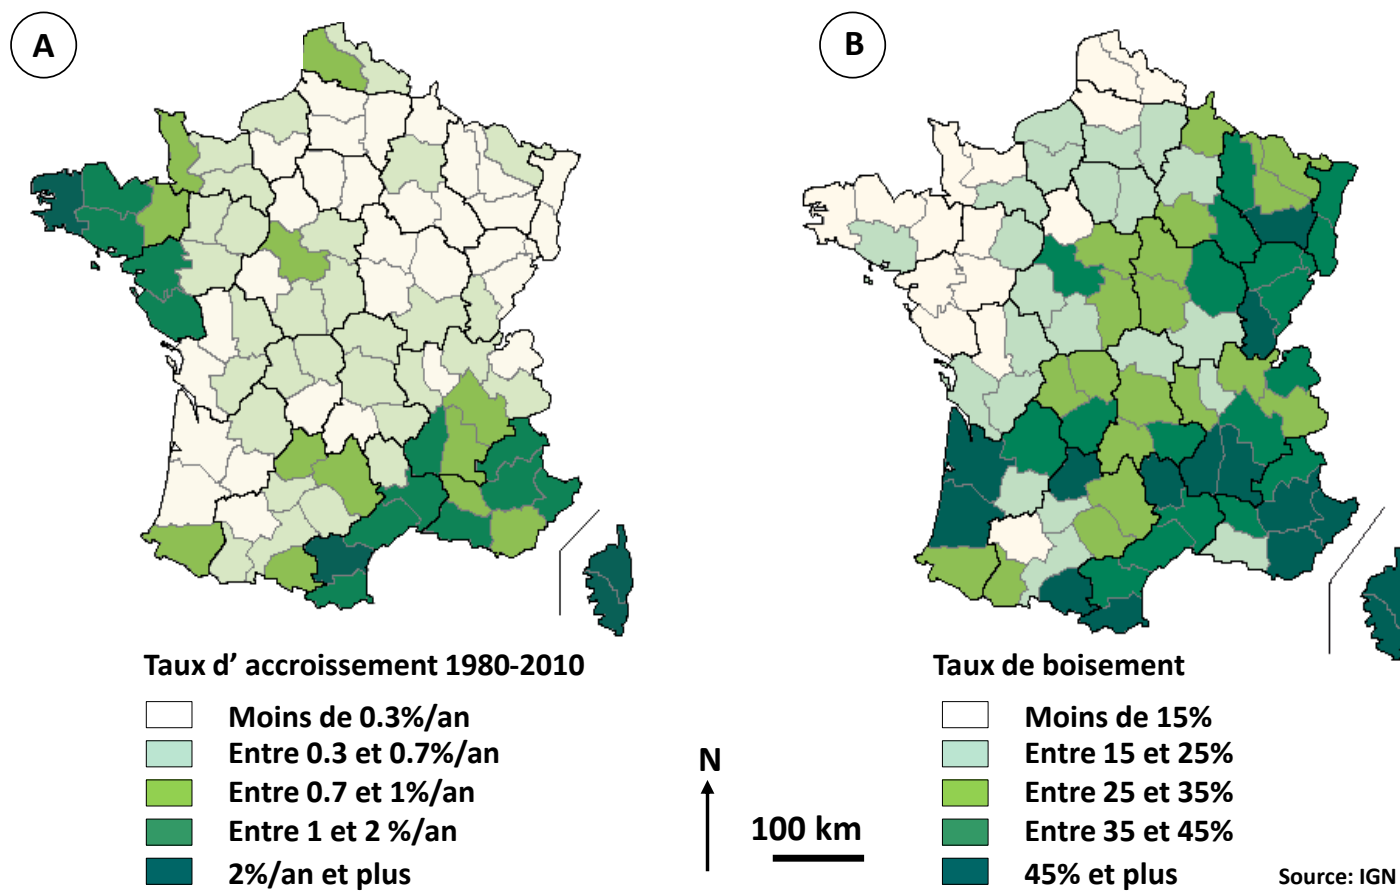 A
B
Taux d’ accroissement 1980-2010
Moins de 0.3%/an
Entre 0.3 et 0.7%/an
Entre 0.7 et 1%/an
Entre 1 et 2 %/an
2%/an et plus
N
100 km
Taux de boisement
Moins de 15%
Entre 15 et 25%
Entre 25 et 35%
Entre 35 et 45%
45% et plus
Source: IGN